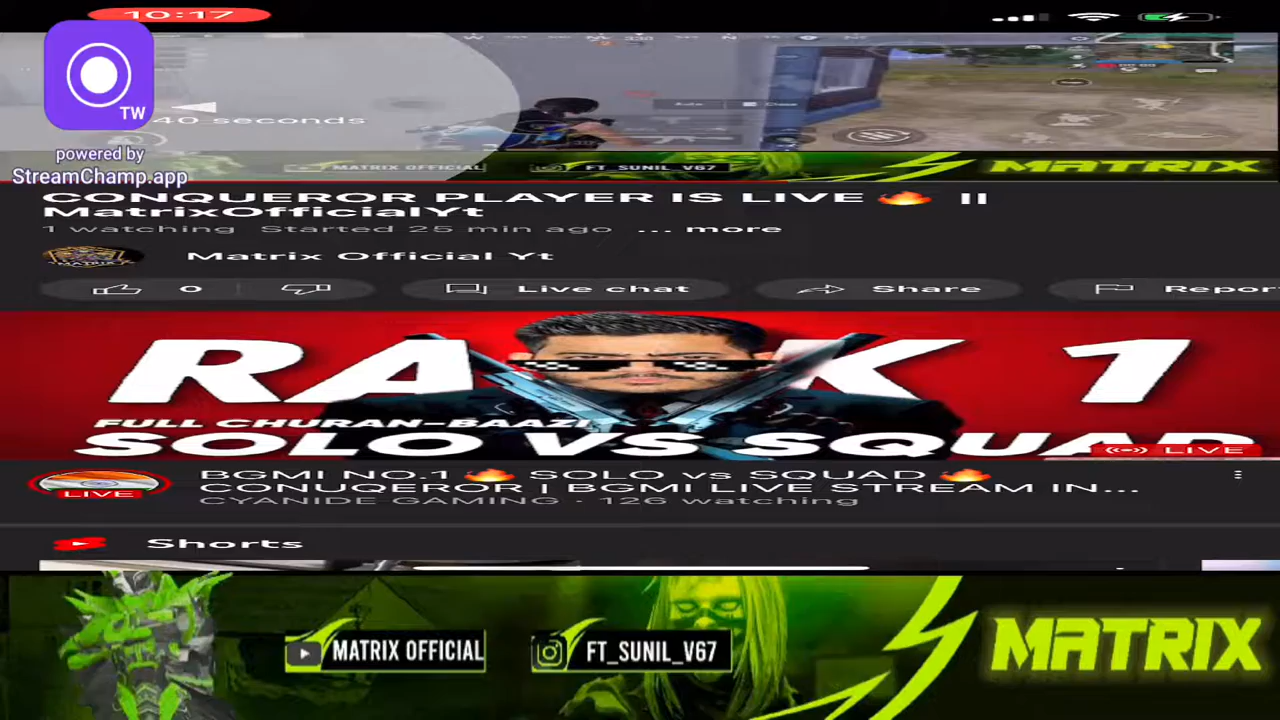 10:17
TW
powered by
StreamChamp.app
40 seconds
MATRIX OFFICIAL
FT_SUNIL_V67
MATRIX
CONQUEROR PLAYER IS LIVE 🔥 ||
MatrixOfficialYt
1 watching Started 25 min ago ... more
Matrix Official Yt
0
Live chat
Share
Repor
RANK 1
FULL CHURAN-BAAZI
SOLO VS SQUAD
LIVE
LIVE
BGMI NO.1 🔥 SOLO vs SQUAD 🔥
CONUQEROR | BGMI LIVE STREAM IN...
CYANIDE GAMING · 126 watching
Shorts
MATRIX OFFICIAL
FT_SUNIL_V67
MATRIX